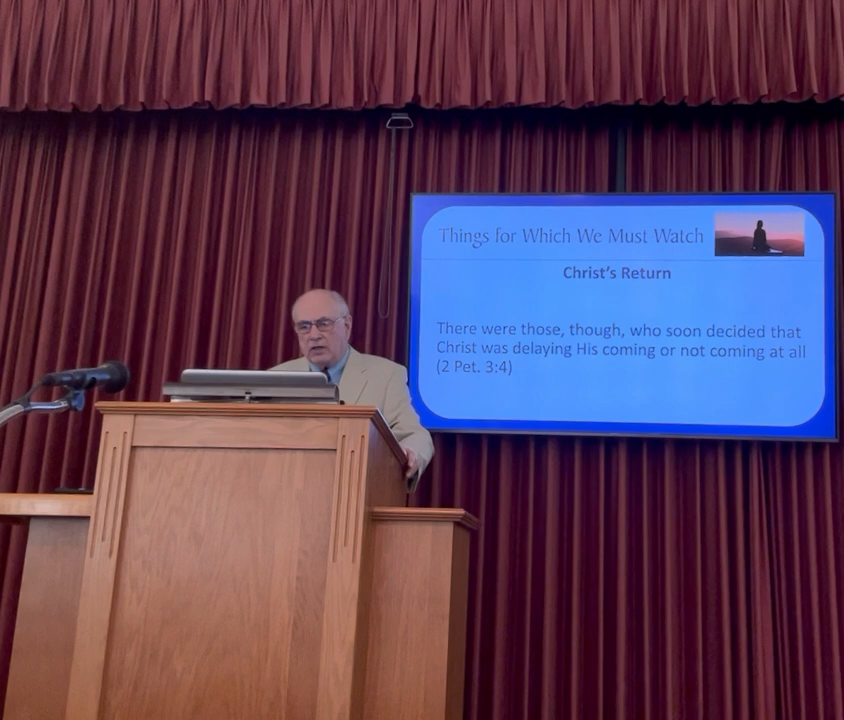 Things for Which We Must Watch
Christ's Return
There were those, though, who soon decided that
Christ was delaying His coming or not coming at all
(2 Pet. 3:4)